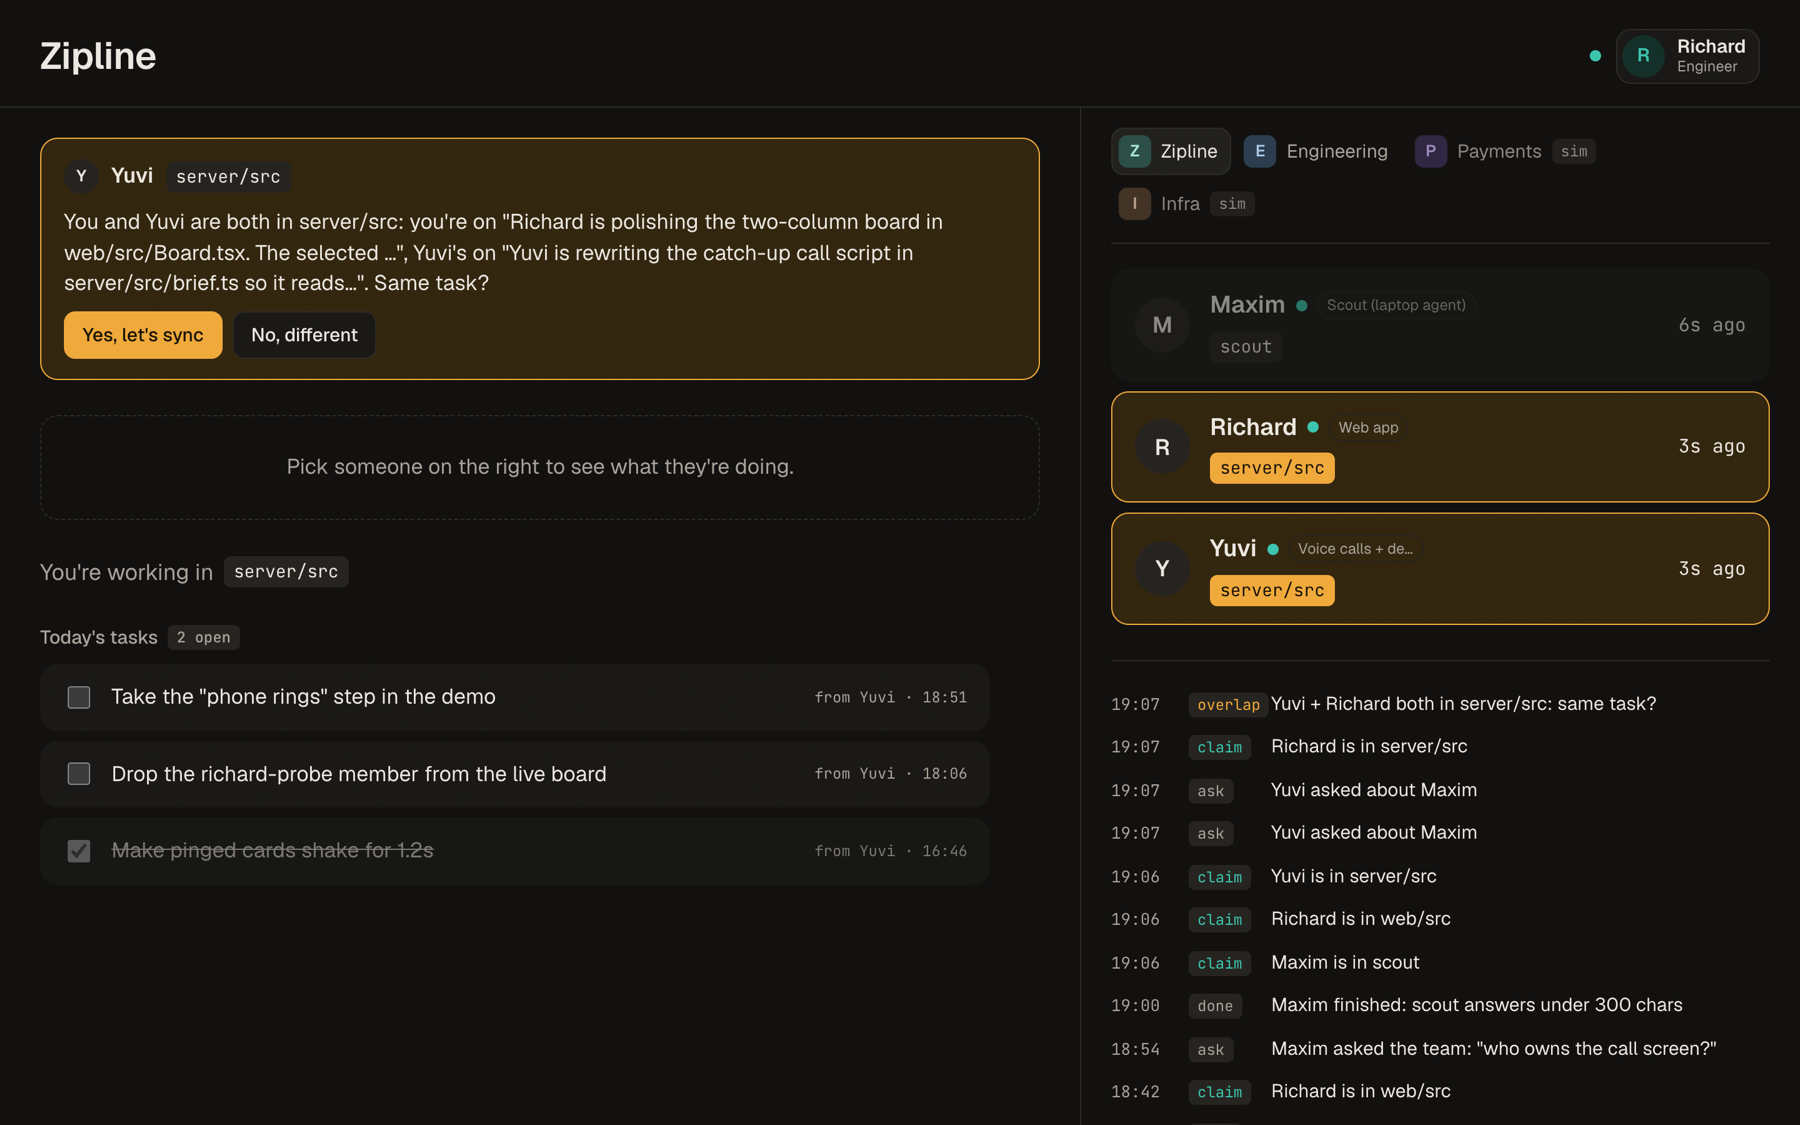 Zipline
R
Richard
Engineer
Y
Yuvi
server/src
You and Yuvi are both in server/src: you're on "Richard is polishing the two-column board in
web/src/Board.tsx. The selected ...", Yuvi's on "Yuvi is rewriting the catch-up call script in
server/src/brief.ts so it reads...". Same task?
Yes, let's sync
No, different
Pick someone on the right to see what they're doing.
You're working in server/src
Today's tasks 2 open
Take the "phone rings" step in the demo
from Yuvi · 18:51
Drop the richard-probe member from the live board
from Yuvi · 18:06
Make pinged cards shake for 1.2s
from Yuvi · 16:46
Z Zipline
E Engineering
P Payments sim
I Infra sim
M
Maxim
Scout (laptop agent)
scout
6s ago
R
Richard
Web app
server/src
3s ago
Y
Yuvi
Voice calls + de...
server/src
3s ago
19:07 overlap Yuvi + Richard both in server/src: same task?
19:07 claim Richard is in server/src
19:07 ask Yuvi asked about Maxim
19:07 ask Yuvi asked about Maxim
19:06 claim Yuvi is in server/src
19:06 claim Richard is in web/src
19:06 claim Maxim is in scout
19:00 done Maxim finished: scout answers under 300 chars
18:54 ask Maxim asked the team: "who owns the call screen?"
18:42 claim Richard is in web/src